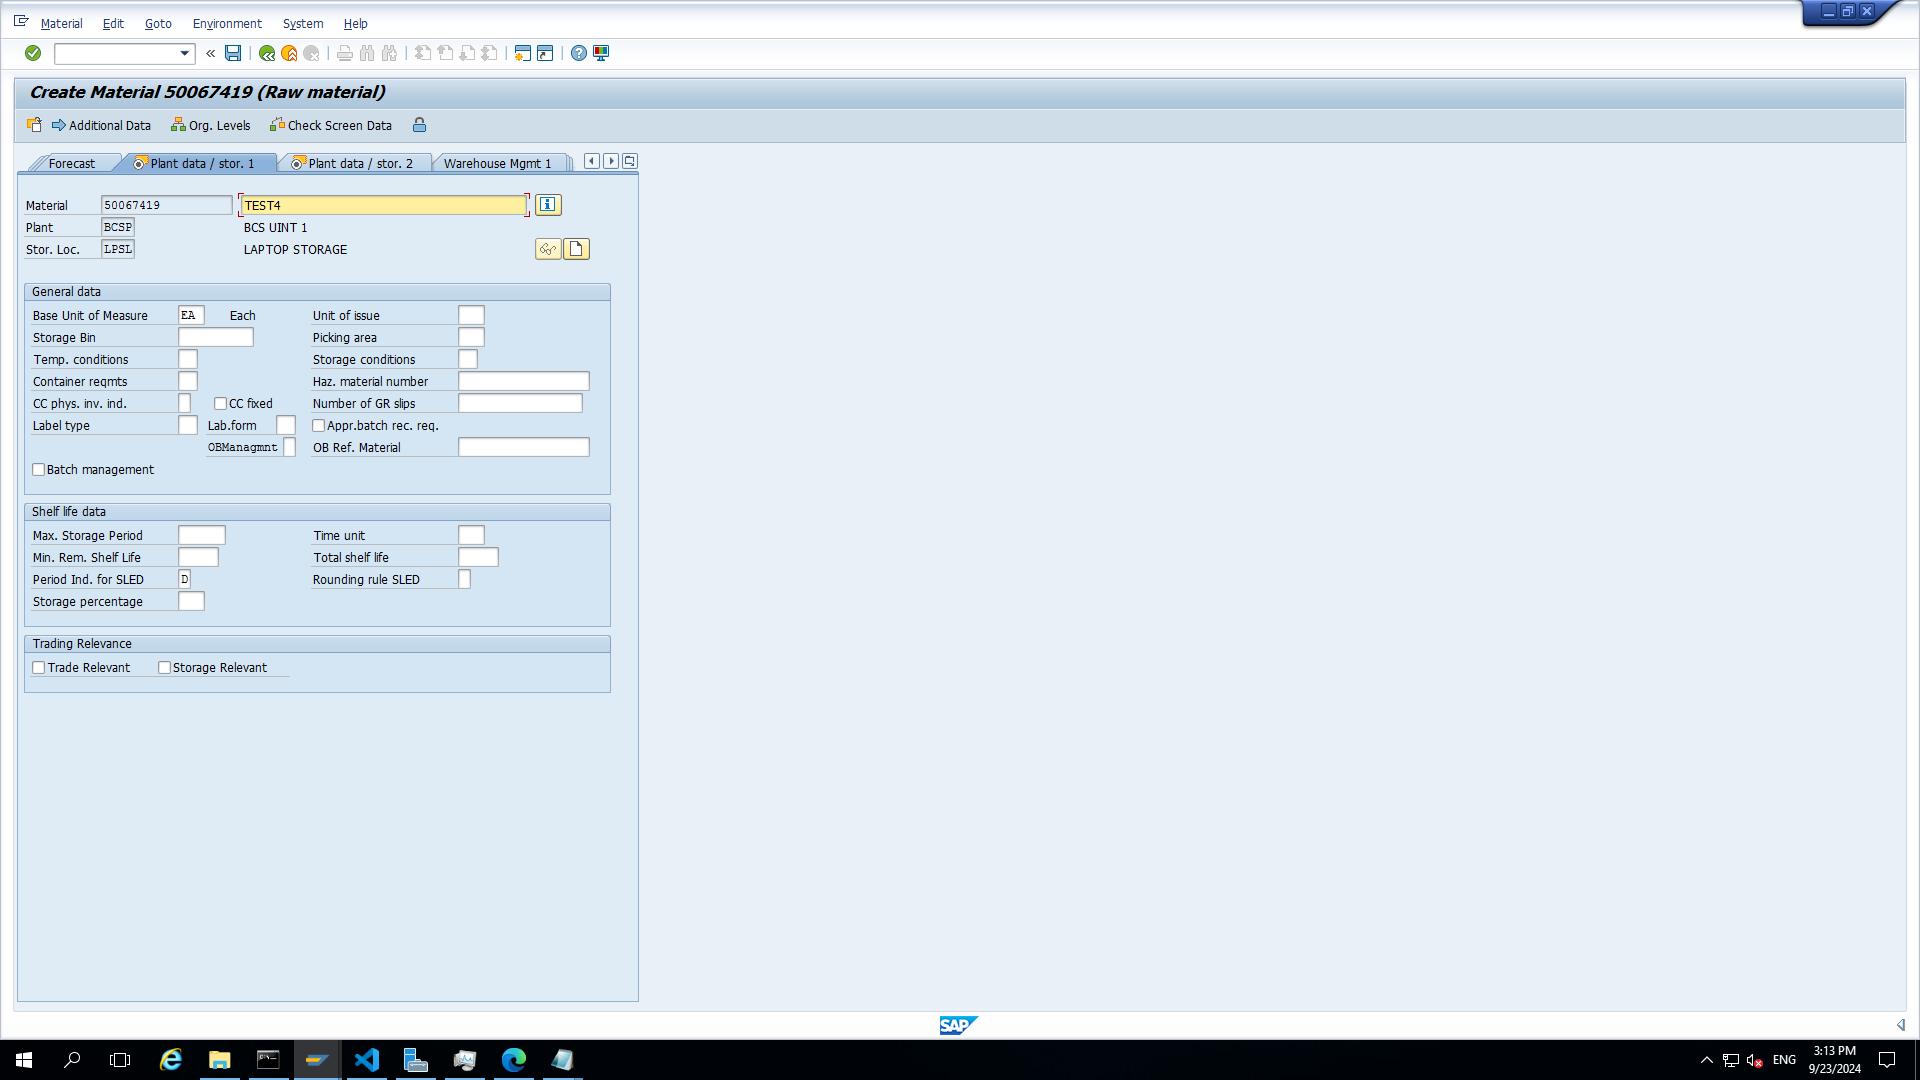 Material Edit Goto Environment System Help
Create Material 50067419 (Raw material)
Additional Data Org. Levels Check Screen Data
Forecast Plant data / stor. 1 Plant data / stor. 2 Warehouse Mgmt 1
Material 50067419 TEST4
Plant BCSP BCS UINT 1
Stor. Loc. LPSL LAPTOP STORAGE
General data
Base Unit of Measure EA Each Unit of issue
Storage Bin Picking area
Temp. conditions Storage conditions
Container reqmts Haz. material number
CC phys. inv. ind. CC fixed Number of GR slips
Label type Lab.form Appr.batch rec. req.
OBManagmnt OB Ref. Material
Batch management
Shelf life data
Max. Storage Period Time unit
Min. Rem. Shelf Life Total shelf life
Period Ind. for SLED D Rounding rule SLED
Storage percentage
Trading Relevance
Trade Relevant Storage Relevant
SAP
ENG 3:13 PM
9/23/2024